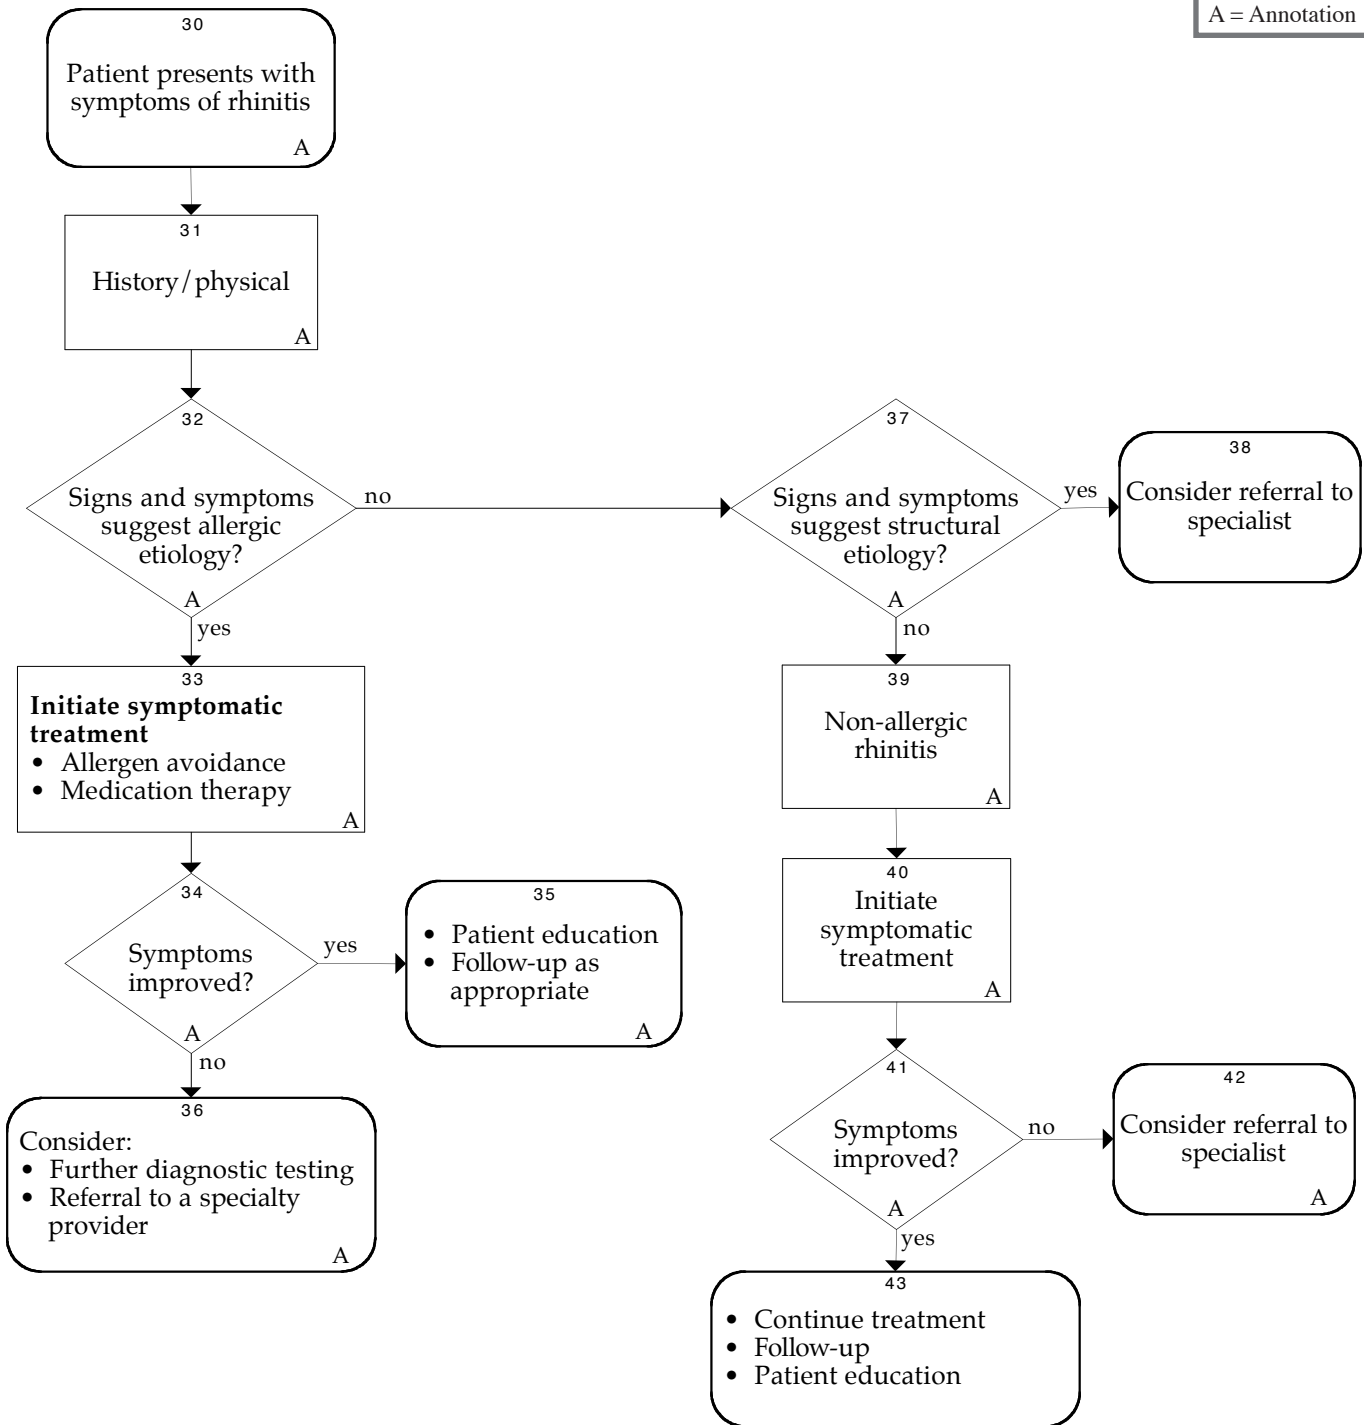 A = Annotation
30
Patient presents with
symptoms of rhinitis
A
31
History/physical
A
32
Signs and symptoms
suggest allergic
etiology?
A
no
yes
37
Signs and symptoms
suggest structural
etiology?
A
yes
no
38
Consider referral to
specialist
33
Initiate symptomatic
treatment
• Allergen avoidance
• Medication therapy
A
39
Non-allergic
rhinitis
A
34
Symptoms
improved?
A
yes
no
35
• Patient education
• Follow-up as
appropriate
A
40
Initiate
symptomatic
treatment
A
36
Consider:
• Further diagnostic testing
• Referral to a specialty
provider
A
41
Symptoms
improved?
A
no
yes
42
Consider referral to
specialist
A
43
• Continue treatment
• Follow-up
• Patient education